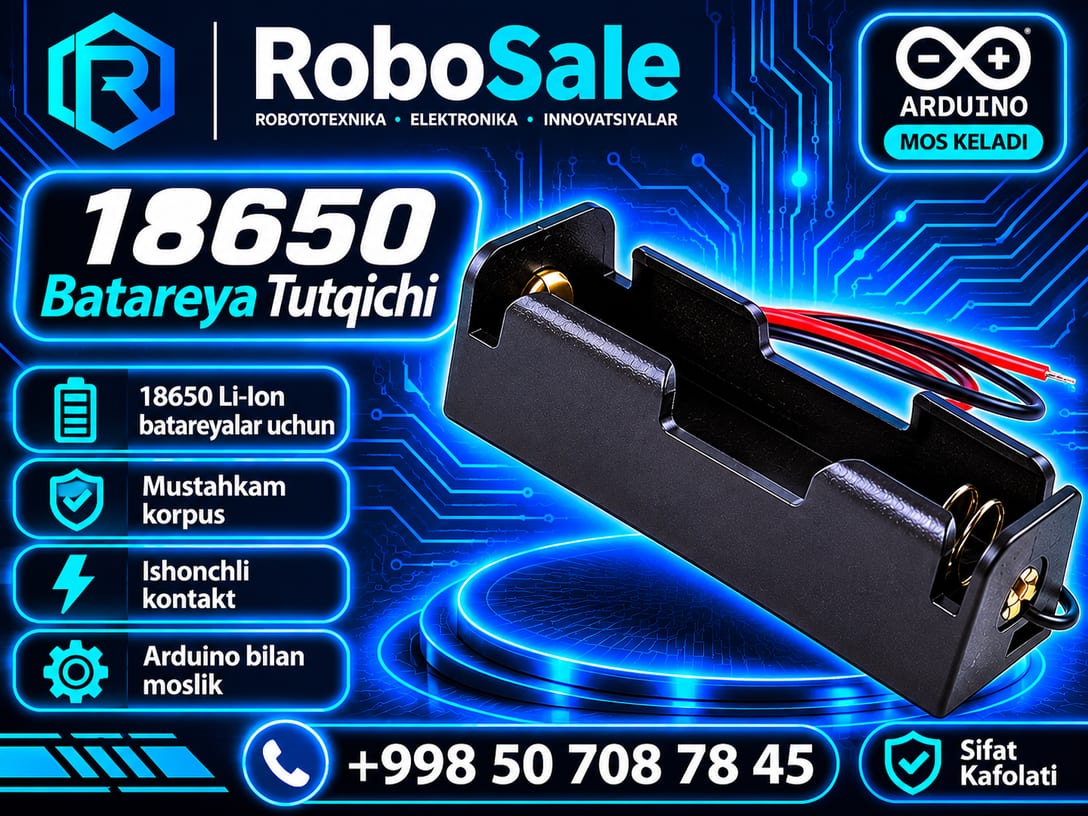 RoboSale
ROBOTOTEXNIKA • ELEKTRONIKA • INNOVATSIYALAR
ARDUINO
MOS KELADI
18650
Batareya Tutqichi
18650 Li-Ion
batareyalar uchun
Mustahkam
korpus
Ishonchli
kontakt
Arduino bilan
moslik
+998 50 708 78 45
Sifat
Kafolati